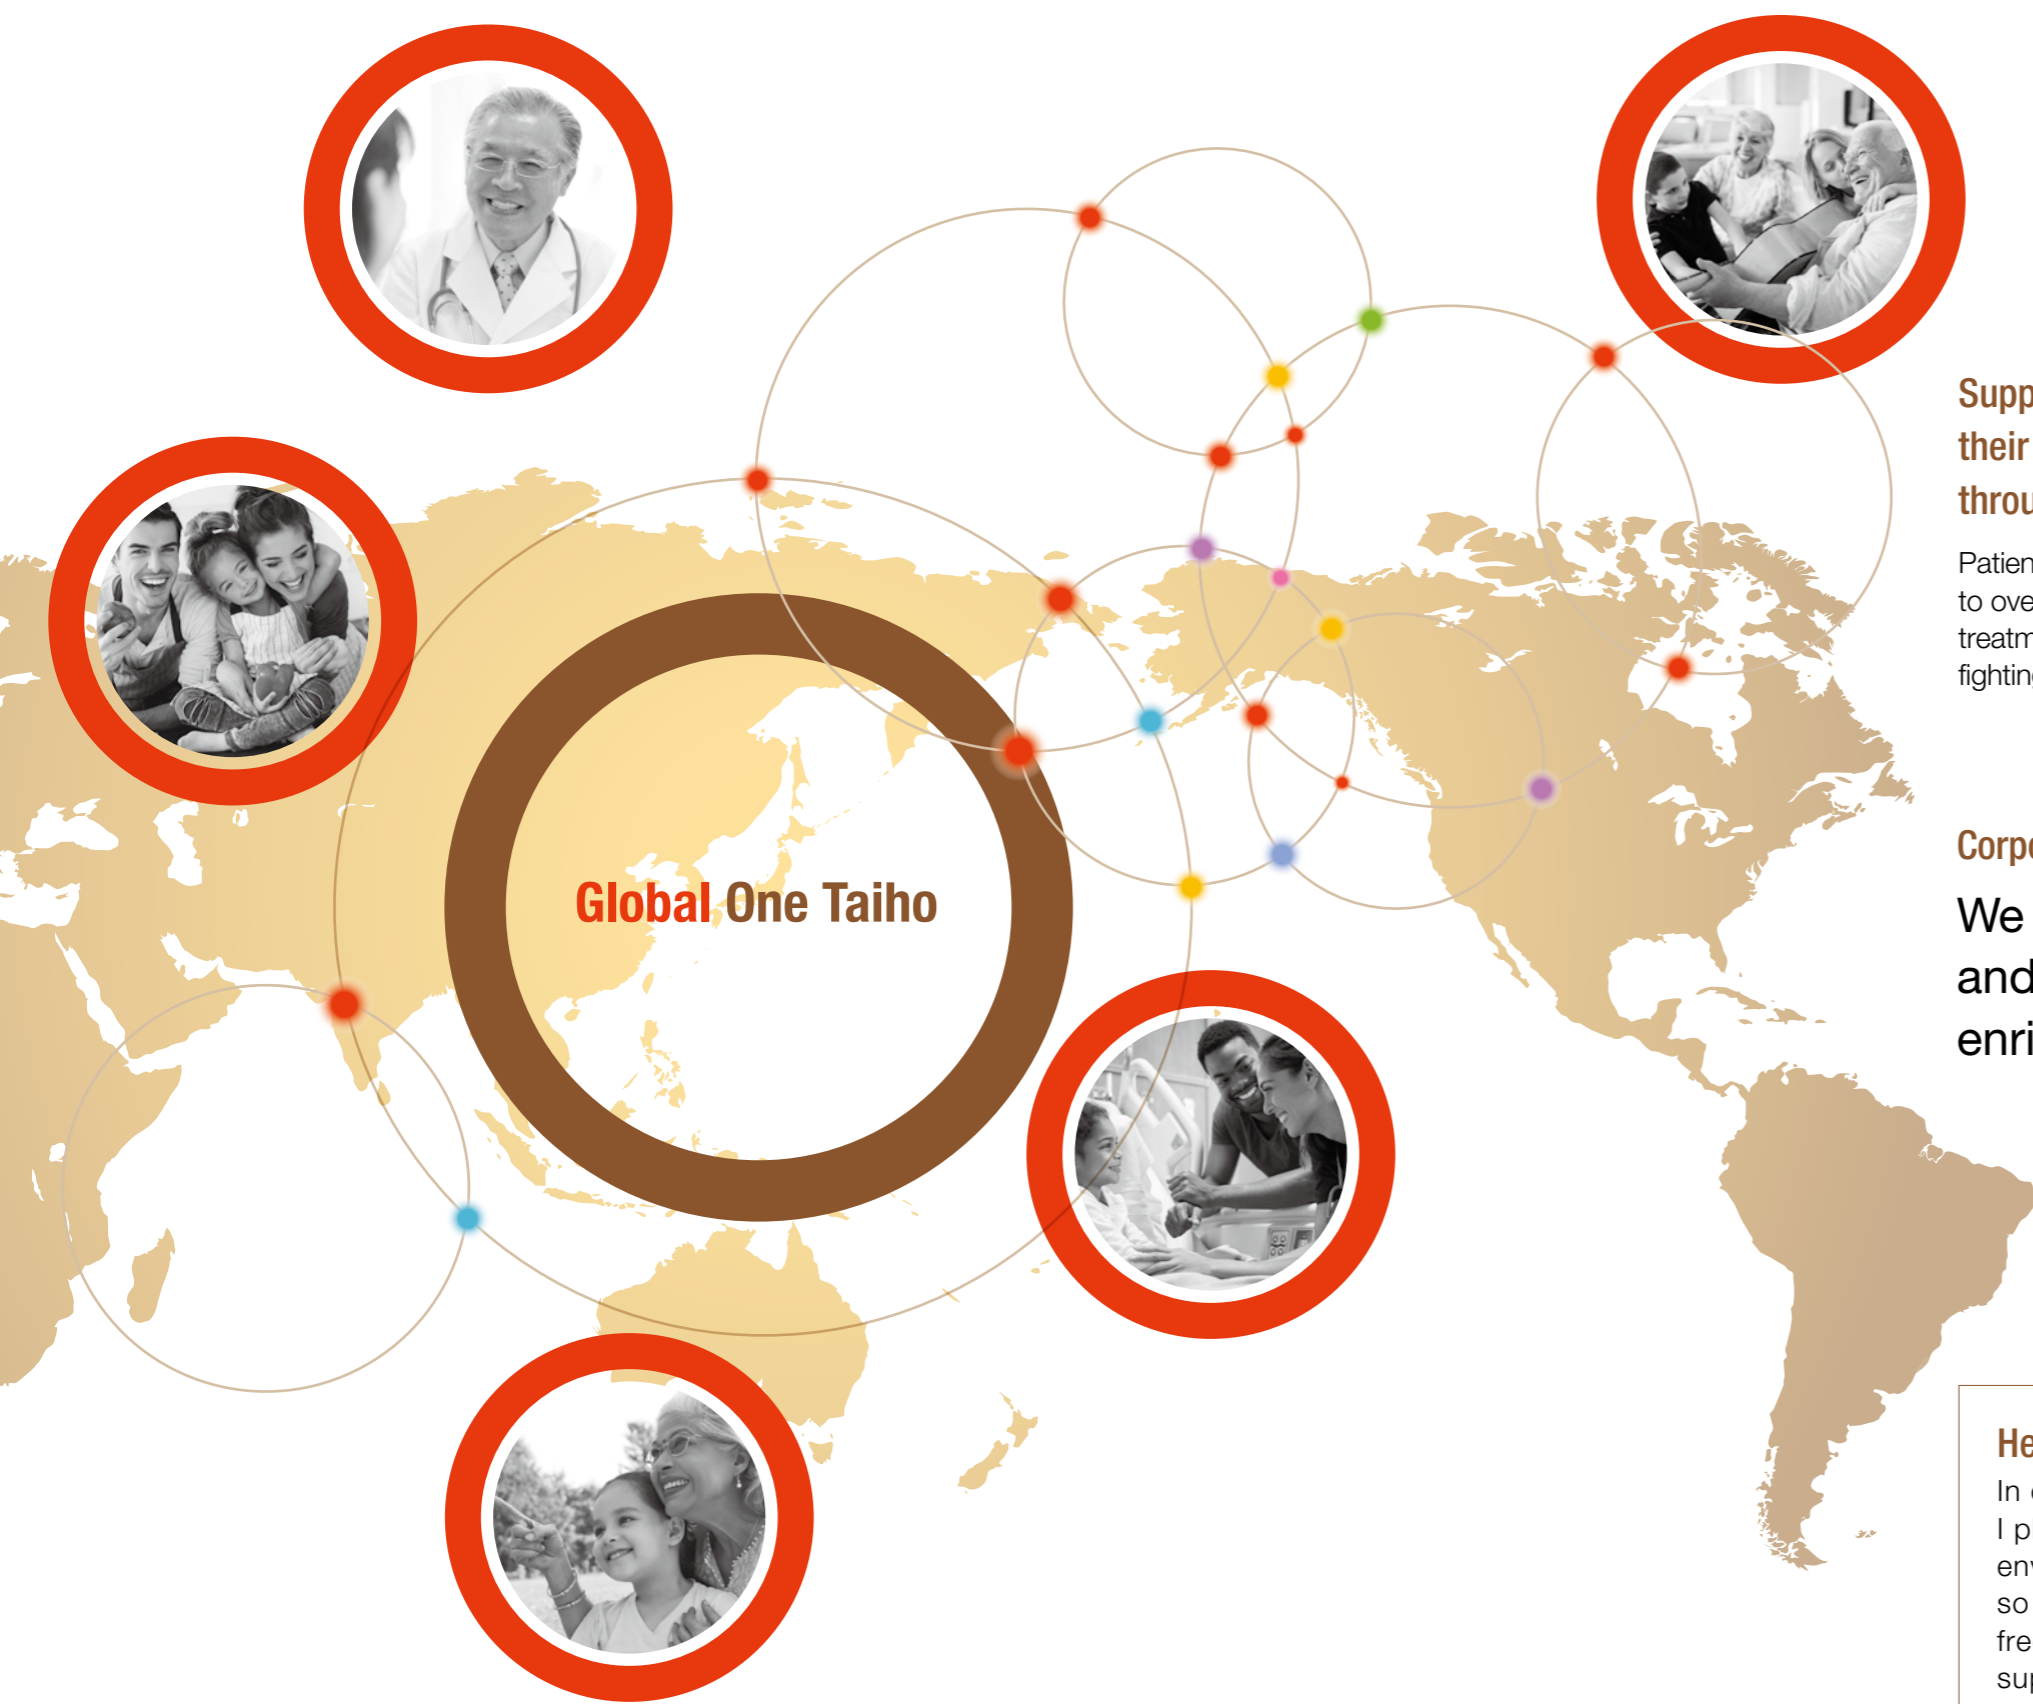 Global One Taiho
Supp
their
throu
Patien
to ove
treatm
fighting
Corpo
We
and
enri
He
In
I p
env
so
fre
sup